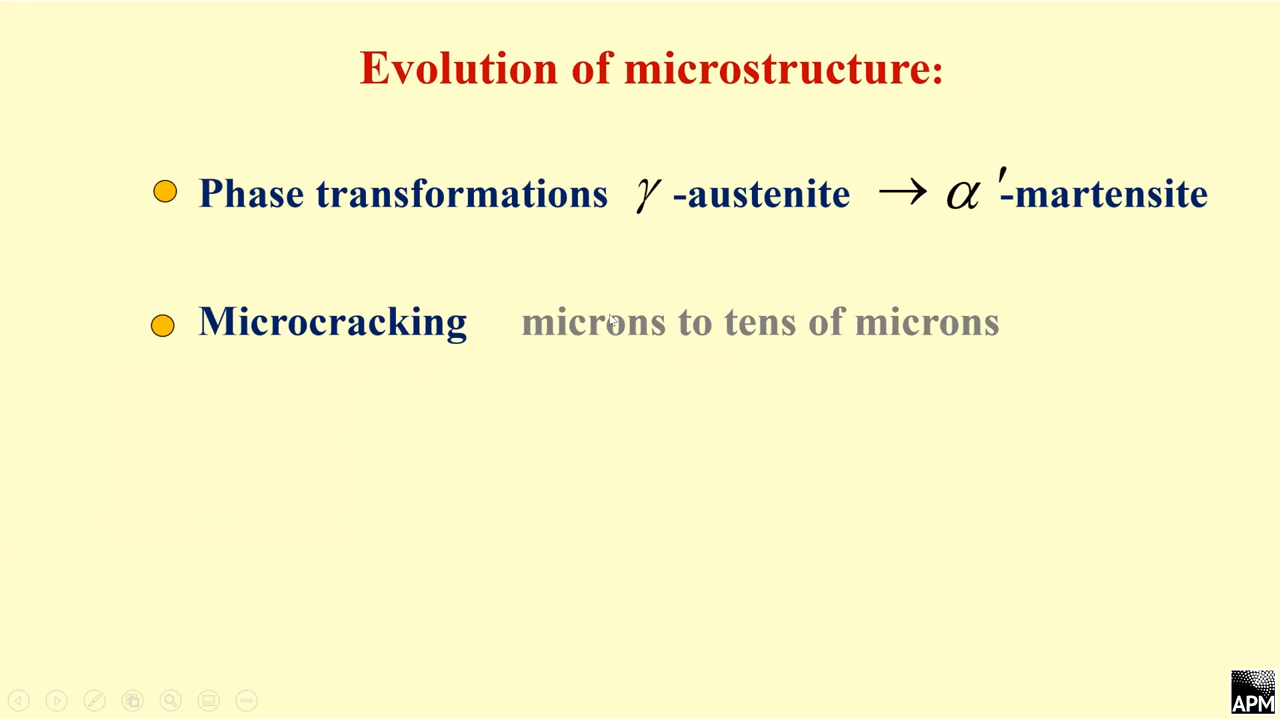 Evolution of microstructure:
Phase transformations γ -austenite → α′-martensite
Microcracking microns to tens of microns
APM